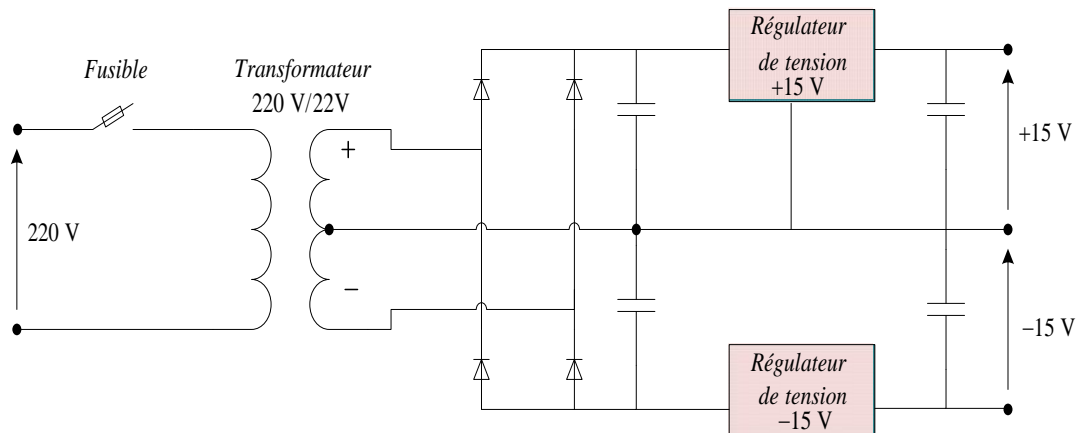 Fusible
Transformateur
220 V/22V
Régulateur
de tension
+15 V
+
220 V
+15 V
−
−15 V
Régulateur
de tension
−15 V